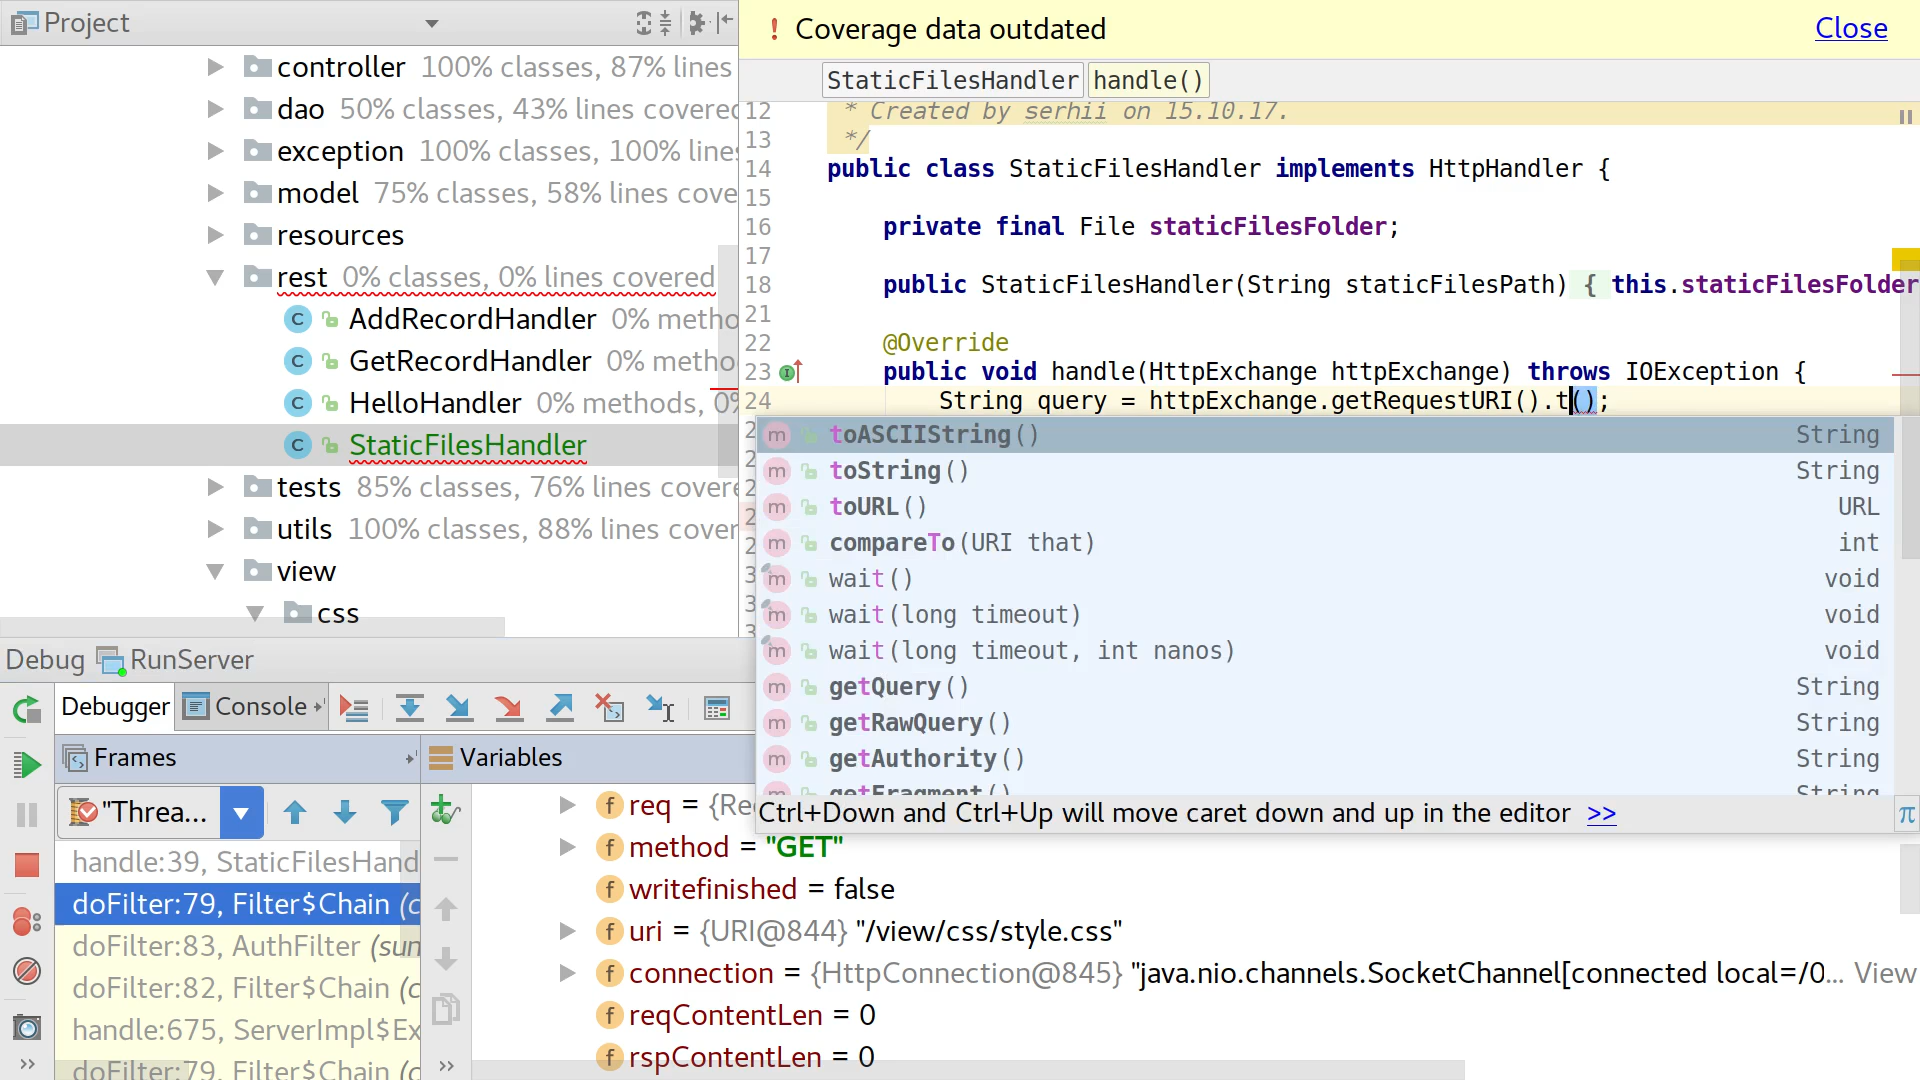 Project
controller 100% classes, 87% lines
dao 50% classes, 43% lines covered
exception 100% classes, 100% lines
model 75% classes, 58% lines cove
resources
rest 0% classes, 0% lines covered
AddRecordHandler 0% metho
GetRecordHandler 0% method
HelloHandler 0% methods, 0%
StaticFilesHandler
tests 85% classes, 76% lines covere
utils 100% classes, 88% lines cover
view
css
! Coverage data outdated
Close
StaticFilesHandler handle()
12 * Created by serhii on 15.10.17.
13 */
14 public class StaticFilesHandler implements HttpHandler {
15
16 private final File staticFilesFolder;
17
18 public StaticFilesHandler(String staticFilesPath) { this.staticFilesFolder
21
22 @Override
23 public void handle(HttpExchange httpExchange) throws IOException {
24 String query = httpExchange.getRequestURI().t();
m toASCIIString() String
m toString() String
m toURL() URL
m compareTo(URI that) int
m wait() void
m wait(long timeout) void
m wait(long timeout, int nanos) void
m getQuery() String
m getRawQuery() String
m getAuthority() String
m getFragment() String
Ctrl+Down and Ctrl+Up will move caret down and up in the editor >> π
Debug RunServer
Debugger Console
Frames
"Threa...
handle:39, StaticFilesHand
doFilter:79, Filter$Chain (c
doFilter:83, AuthFilter (sun
doFilter:82, Filter$Chain (c
handle:675, ServerImpl$Ex
doFilter:79, Filter$Chain (c
Variables
f req = {Re
f method = "GET"
f writefinished = false
f uri = {URI@844} "/view/css/style.css"
f connection = {HttpConnection@845} "java.nio.channels.SocketChannel[connected local=/0... View
f reqContentLen = 0
f rspContentLen = 0